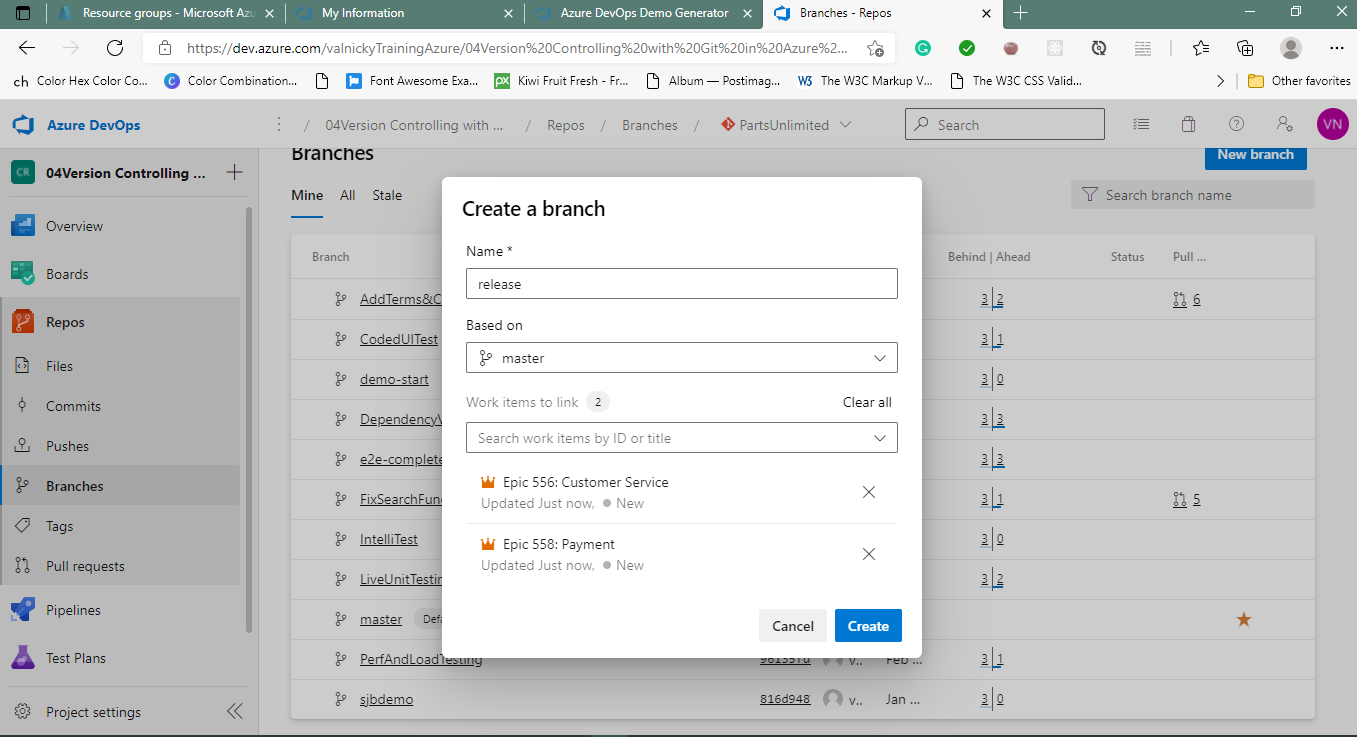 Resource groups - Microsoft Azu
My Information
Azure DevOps Demo Generator
Branches - Repos
https://dev.azure.com/valnickyTrainingAzure/04Version%20Controlling%20with%20Git%20in%20Azure%2...
ch Color Hex Color Co...
Color Combination...
Font Awesome Exa...
px Kiwi Fruit Fresh - Fr...
Album — Postimag...
W3 The W3C Markup V...
The W3C CSS Valid...
Other favorites
Azure DevOps
/ 04Version Controlling with ... / Repos / Branches / PartsUnlimited
Search
VN
CR 04Version Controlling ...
Overview
Boards
Repos
Files
Commits
Pushes
Branches
Tags
Pull requests
Pipelines
Test Plans
Project settings
Branches
New branch
Mine All Stale
Search branch name
Branch Behind | Ahead Status Pull ...
AddTerms&C 3 2 6
CodedUITest 3 1
demo-start 3 0
DependencyV 3 3
e2e-complete 3 3
FixSearchFun 3 1 5
IntelliTest 3 0
LiveUnitTestin 3 2
master Defa
PerfAndLoadTesting 96135fd v.. Feb ... 3 1
sjbdemo 816d948 v.. Jan ... 3 0
Create a branch
Name *
release
Based on
master
Work items to link 2 Clear all
Search work items by ID or title
Epic 556: Customer Service
Updated Just now, New
Epic 558: Payment
Updated Just now, New
Cancel Create